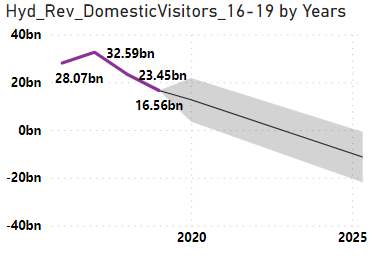 Hyd_Rev_DomesticVisitors_16-19 by Years
40bn
32.59bn
23.45bn
28.07bn
20bn
16.56bn
0bn
-20bn
-40bn
2020
2025